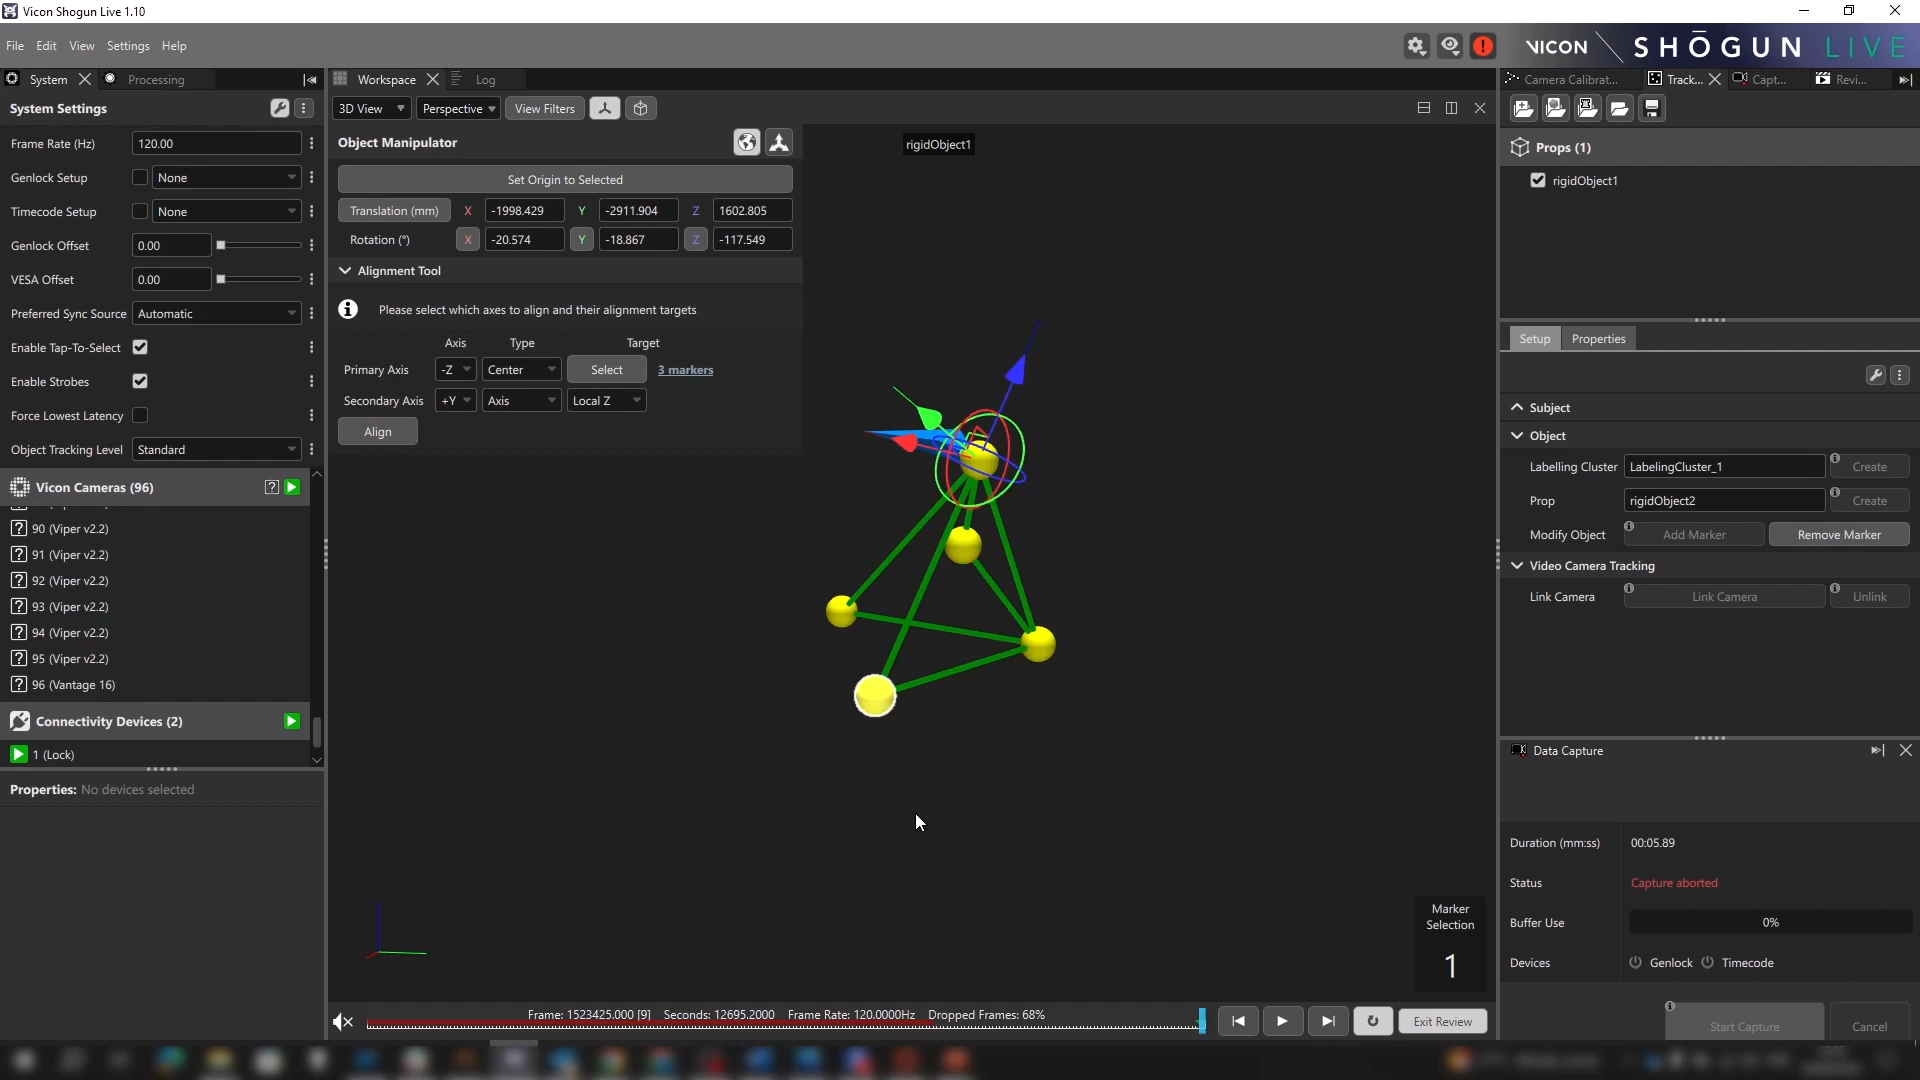 Vicon Shogun Live 1.10
File Edit View Settings Help
VICON SHŌGUN LIVE
System Processing
System Settings
Frame Rate (Hz) 120.00
Genlock Setup None
Timecode Setup None
Genlock Offset 0.00
VESA Offset 0.00
Preferred Sync Source Automatic
Enable Tap-To-Select
Enable Strobes
Force Lowest Latency
Object Tracking Level Standard
Vicon Cameras (96)
90 (Viper v2.2)
91 (Viper v2.2)
92 (Viper v2.2)
93 (Viper v2.2)
94 (Viper v2.2)
95 (Viper v2.2)
96 (Vantage 16)
Connectivity Devices (2)
1 (Lock)
Properties: No devices selected
Workspace Log
3D View Perspective View Filters
Object Manipulator
Set Origin to Selected
Translation (mm) X -1998.429 Y -2911.904 Z 1602.805
Rotation (°) X -20.574 Y -18.867 Z -117.549
Alignment Tool
Please select which axes to align and their alignment targets
Axis Type Target
Primary Axis -Z Center Select 3 markers
Secondary Axis +Y Axis Local Z
Align
rigidObject1
Marker
Selection
1
Frame: 1523425.000 [9] Seconds: 12695.2000 Frame Rate: 120.0000Hz Dropped Frames: 68%
Exit Review
Camera Calibrat... Track... Capt... Revi...
Props (1)
rigidObject1
Setup Properties
Subject
Object
Labelling Cluster LabelingCluster_1 Create
Prop rigidObject2 Create
Modify Object Add Marker Remove Marker
Video Camera Tracking
Link Camera Link Camera Unlink
Data Capture
Duration (mm:ss) 00:05.89
Status Capture aborted
Buffer Use 0%
Devices Genlock Timecode
Start Capture Cancel